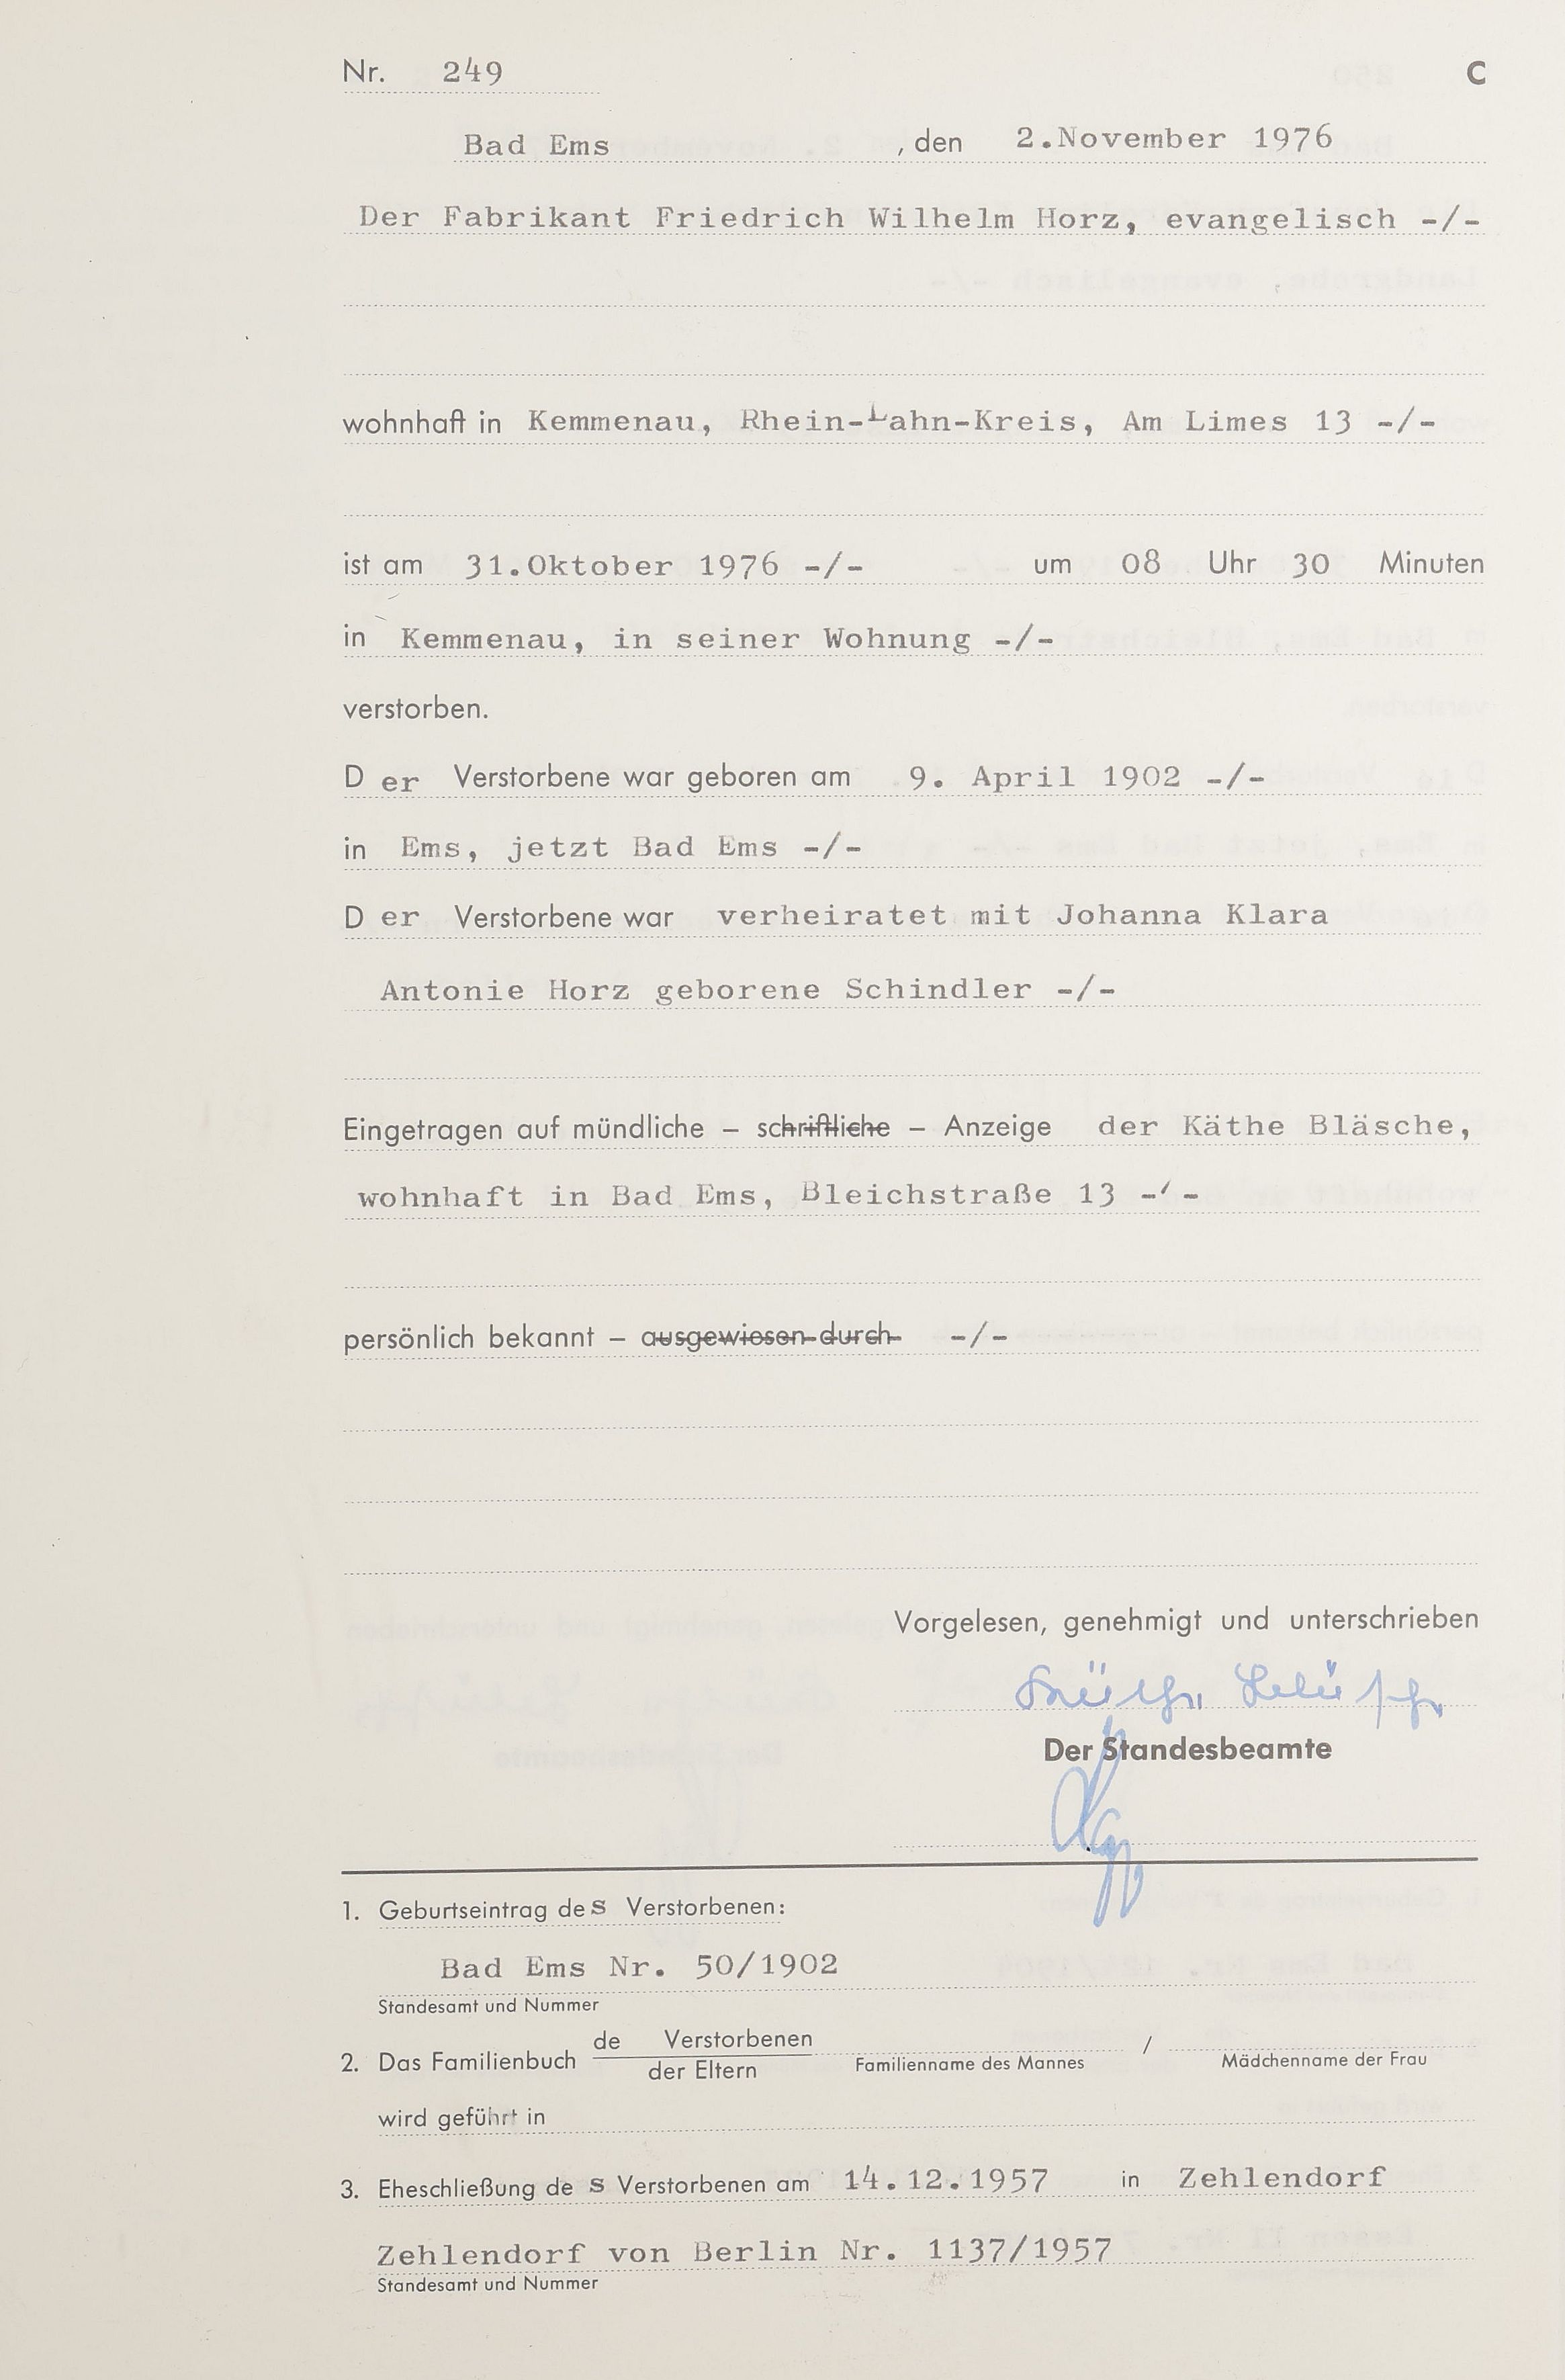 Nr. 249 C
Bad Ems , den 2.November 1976
Der Fabrikant Friedrich Wilhelm Horz, evangelisch -/-
wohnhaft in Kemmenau, Rhein-Lahn-Kreis, Am Limes 13 -/-
ist am 31.Oktober 1976 -/- um 08 Uhr 30 Minuten
in Kemmenau, in seiner Wohnung -/-
verstorben.
D er Verstorbene war geboren am 9. April 1902 -/-
in Ems, jetzt Bad Ems -/-
D er Verstorbene war verheiratet mit Johanna Klara
Antonie Horz geborene Schindler -/-
Eingetragen auf mündliche – schriftliche – Anzeige der Käthe Bläsche,
wohnhaft in Bad Ems, Bleichstraße 13 -/-
persönlich bekannt – ausgewiesen durch -/-
Vorgelesen, genehmigt und unterschrieben
Käthe Bläsche
Der Standesbeamte
1. Geburtseintrag des Verstorbenen:
Bad Ems Nr. 50/1902
Standesamt und Nummer
2. Das Familienbuch de Verstorbenen / der Eltern Familienname des Mannes / Mädchenname der Frau
wird geführt in
3. Eheschließung des Verstorbenen am 14.12.1957 in Zehlendorf
Zehlendorf von Berlin Nr. 1137/1957
Standesamt und Nummer